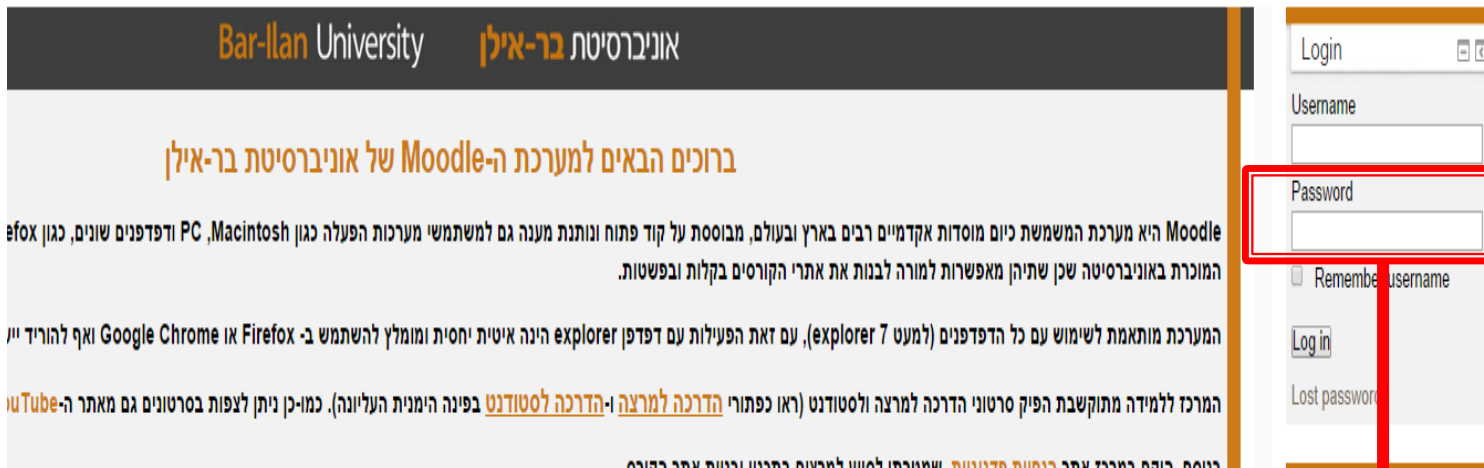 Bar-Ilan University אוניברסיטת בר-אילן
ברוכים הבאים למערכת ה-Moodle של אוניברסיטת בר-אילן
Moodle היא מערכת המשמשת כיום מוסדות אקדמיים רבים בארץ ובעולם, מבוססת על קוד פתוח ונותנת מענה גם למשתמשי מערכות הפעלה כגון PC ,Macintosh ודפדפנים שונים, כגון efox
המוכרת באוניברסיטה שכן שתיהן מאפשרות למורה לבנות את אתרי הקורסים בקלות ובפשטות.
המערכת מותאמת לשימוש עם כל הדפדפנים (למעט explorer 7), עם זאת הפעילות עם דפדפן explorer הינה איטית יחסית ומומלץ להשתמש ב- Firefox או Google Chrome ואף להוריד
המרכז ללמידה מתוקשבת הפיק סרטוני הדרכה למרצה ולסטודנט (ראו כפתורי הדרכה למרצה ו-הדרכה לסטודנט בפינה הימנית העליונה). כמו-כן ניתן לצפות בסרטונים גם מאתר ה-uTube
Login
Username
Password
Remember username
Log in
Lost password